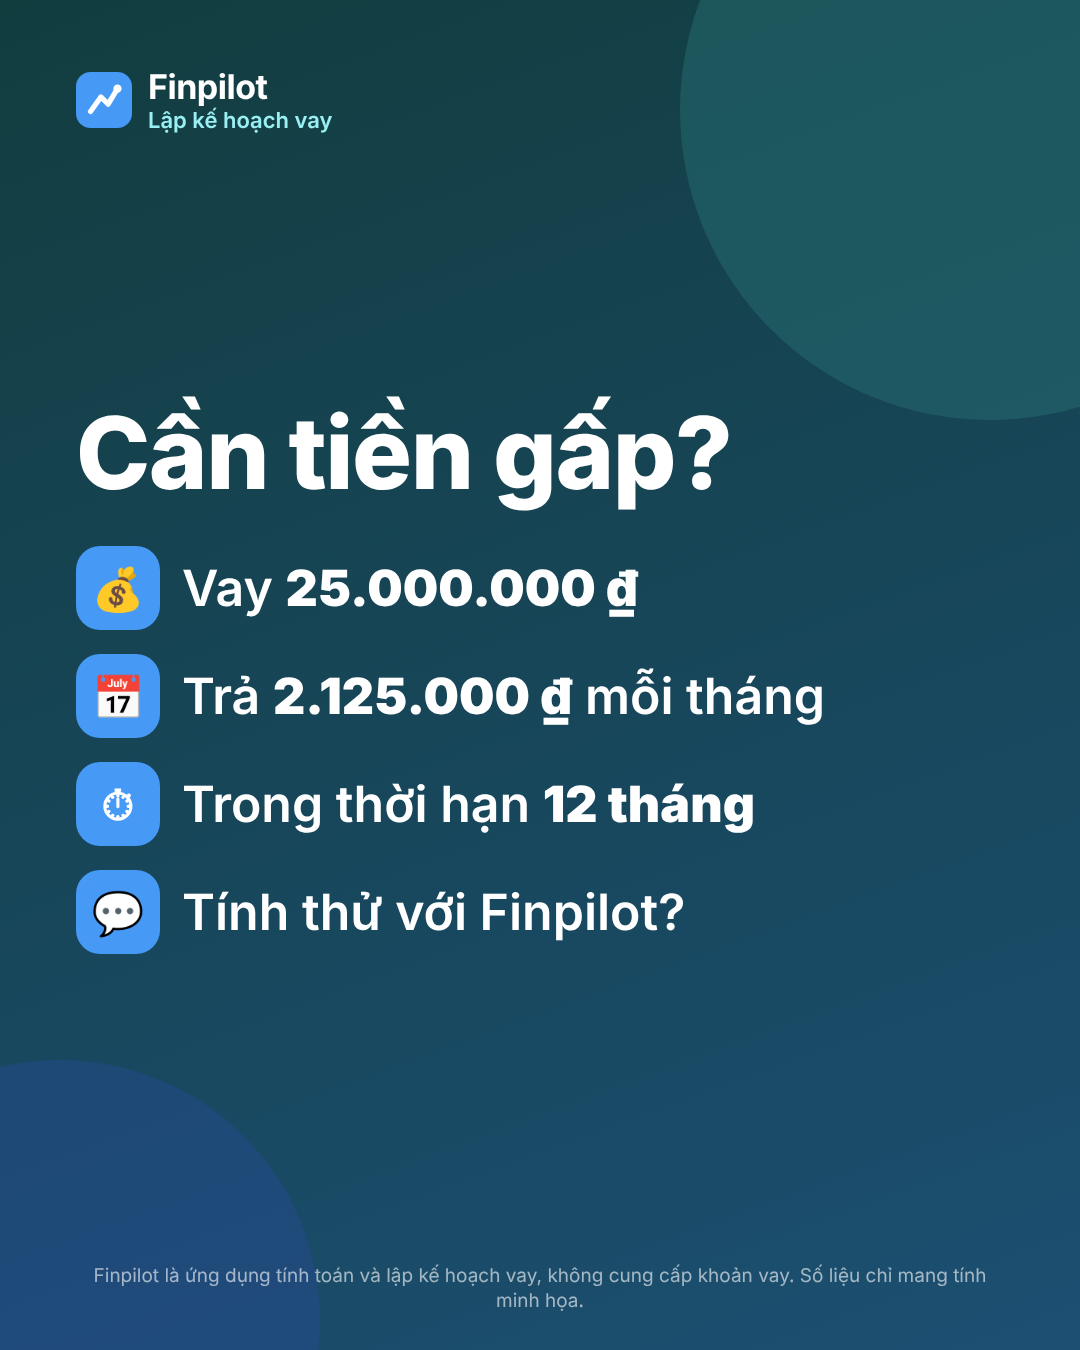 Finpilot
Lập kế hoạch vay
Cần tiền gấp?
Vay 25.000.000 ₫
July
17
Trả 2.125.000 ₫ mỗi tháng
Trong thời hạn 12 tháng
Tính thử với Finpilot?
Finpilot là ứng dụng tính toán và lập kế hoạch vay, không cung cấp khoản vay. Số liệu chỉ mang tính
minh họa.